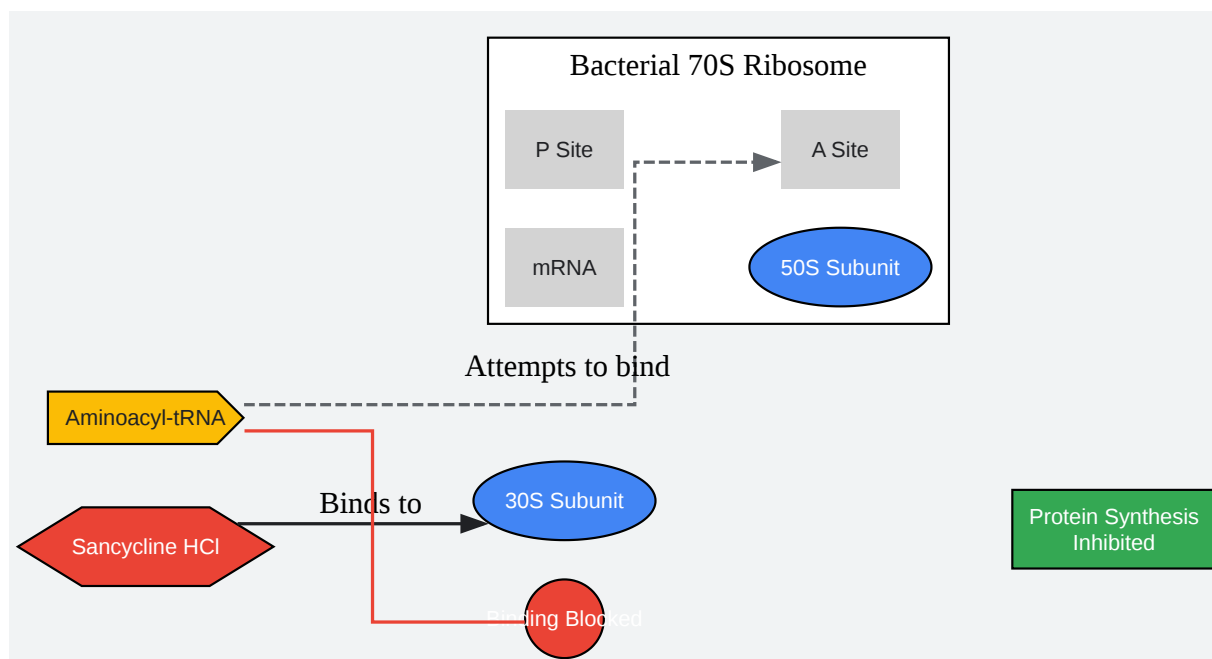 Bacterial 70S Ribosome
P Site
A Site
mRNA
50S Subunit
Attempts to bind
Aminoacyl-tRNA
Binds to
30S Subunit
Sancycline HCl
Protein Synthesis
Inhibited
Binding Blocked